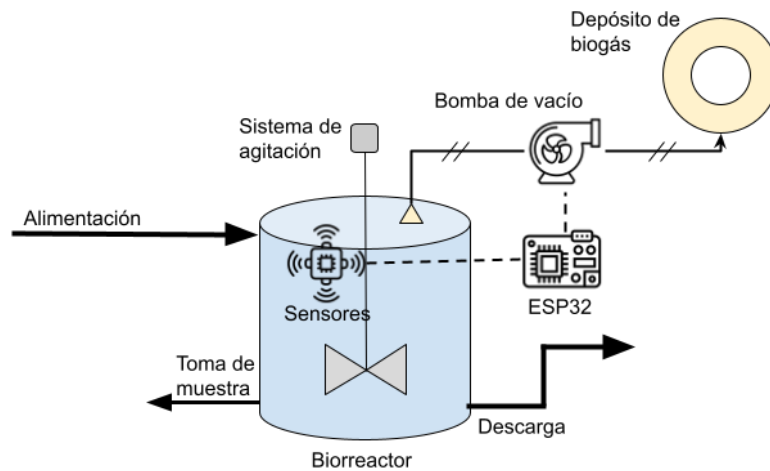 Depósito de
biogás
Bomba de vacío
Sistema de
agitación
Alimentación
Sensores
ESP32
Toma de
muestra
Descarga
Biorreactor